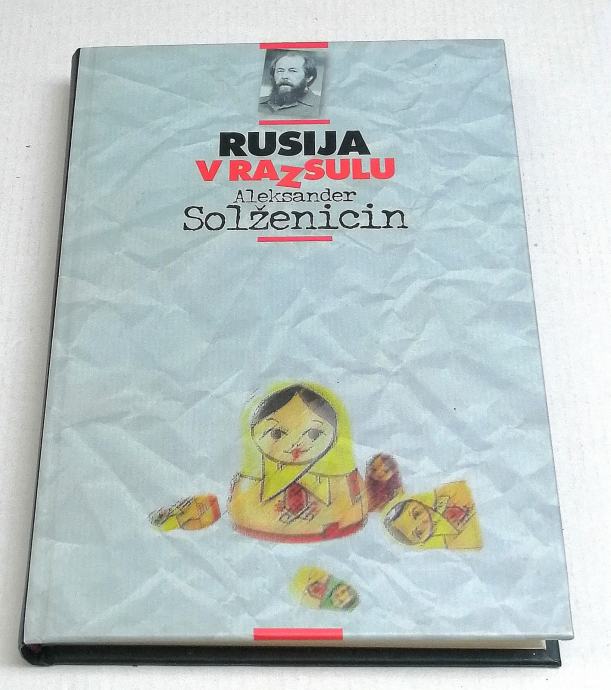 RUSIJA
V RAZSULU
Aleksander
Solženicin